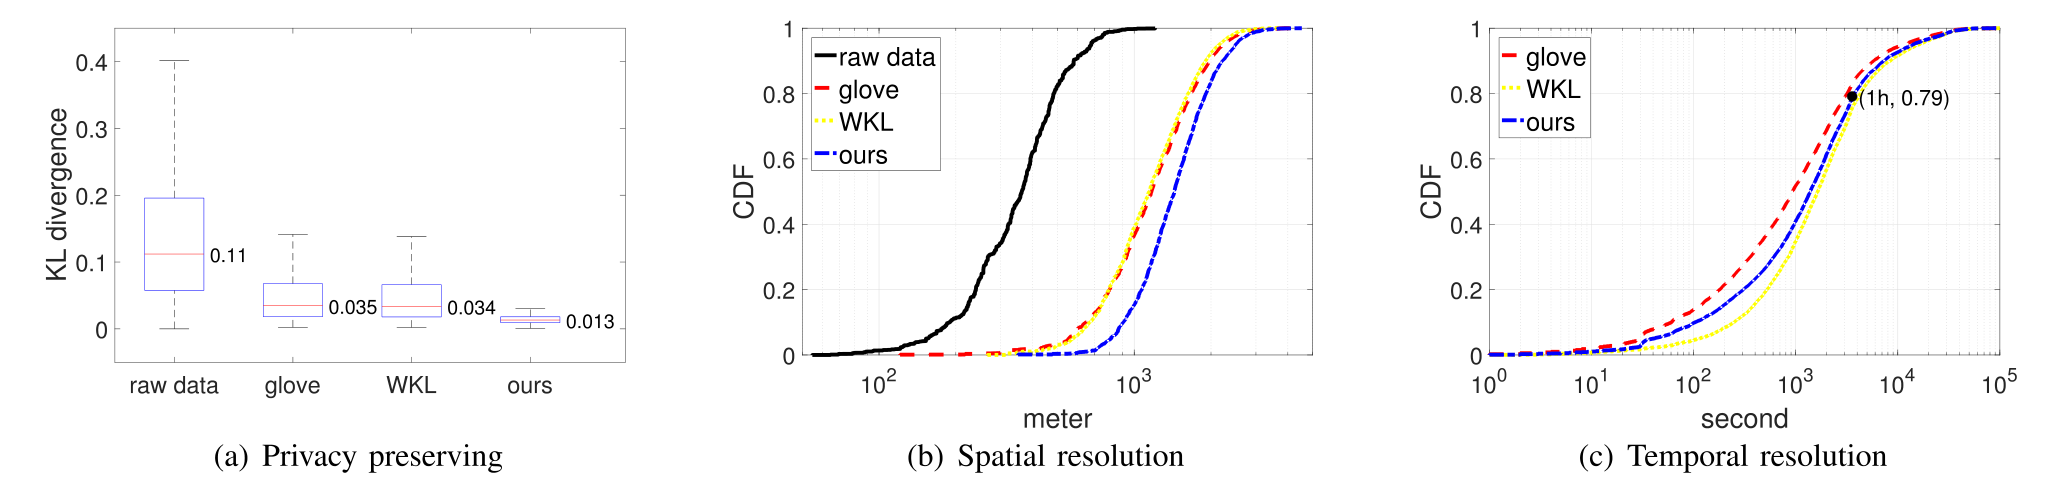 KL divergence
0.4
0.3
0.2
0.1
0
0.11
0.035
0.034
0.013
raw data
glove
WKL
ours
(a) Privacy preserving
CDF
1
0.8
0.6
0.4
0.2
0
raw data
glove
WKL
ours
10^2
10^3
meter
(b) Spatial resolution
CDF
1
0.8
0.6
0.4
0.2
0
glove
WKL
ours
(1h, 0.79)
10^0
10^1
10^2
10^3
10^4
10^5
second
(c) Temporal resolution